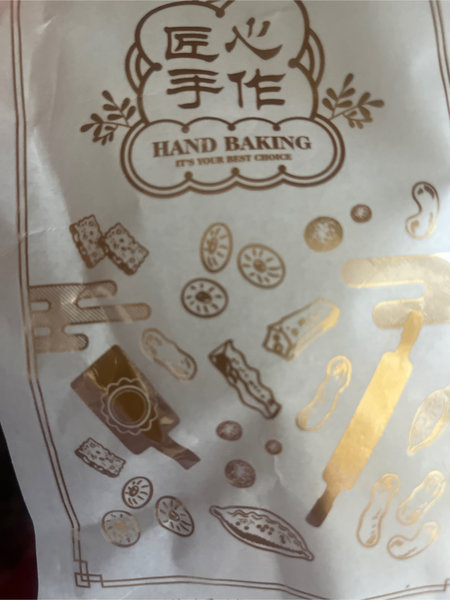 匠心
手作
HAND BAKING
IT'S YOUR BEST CHOICE